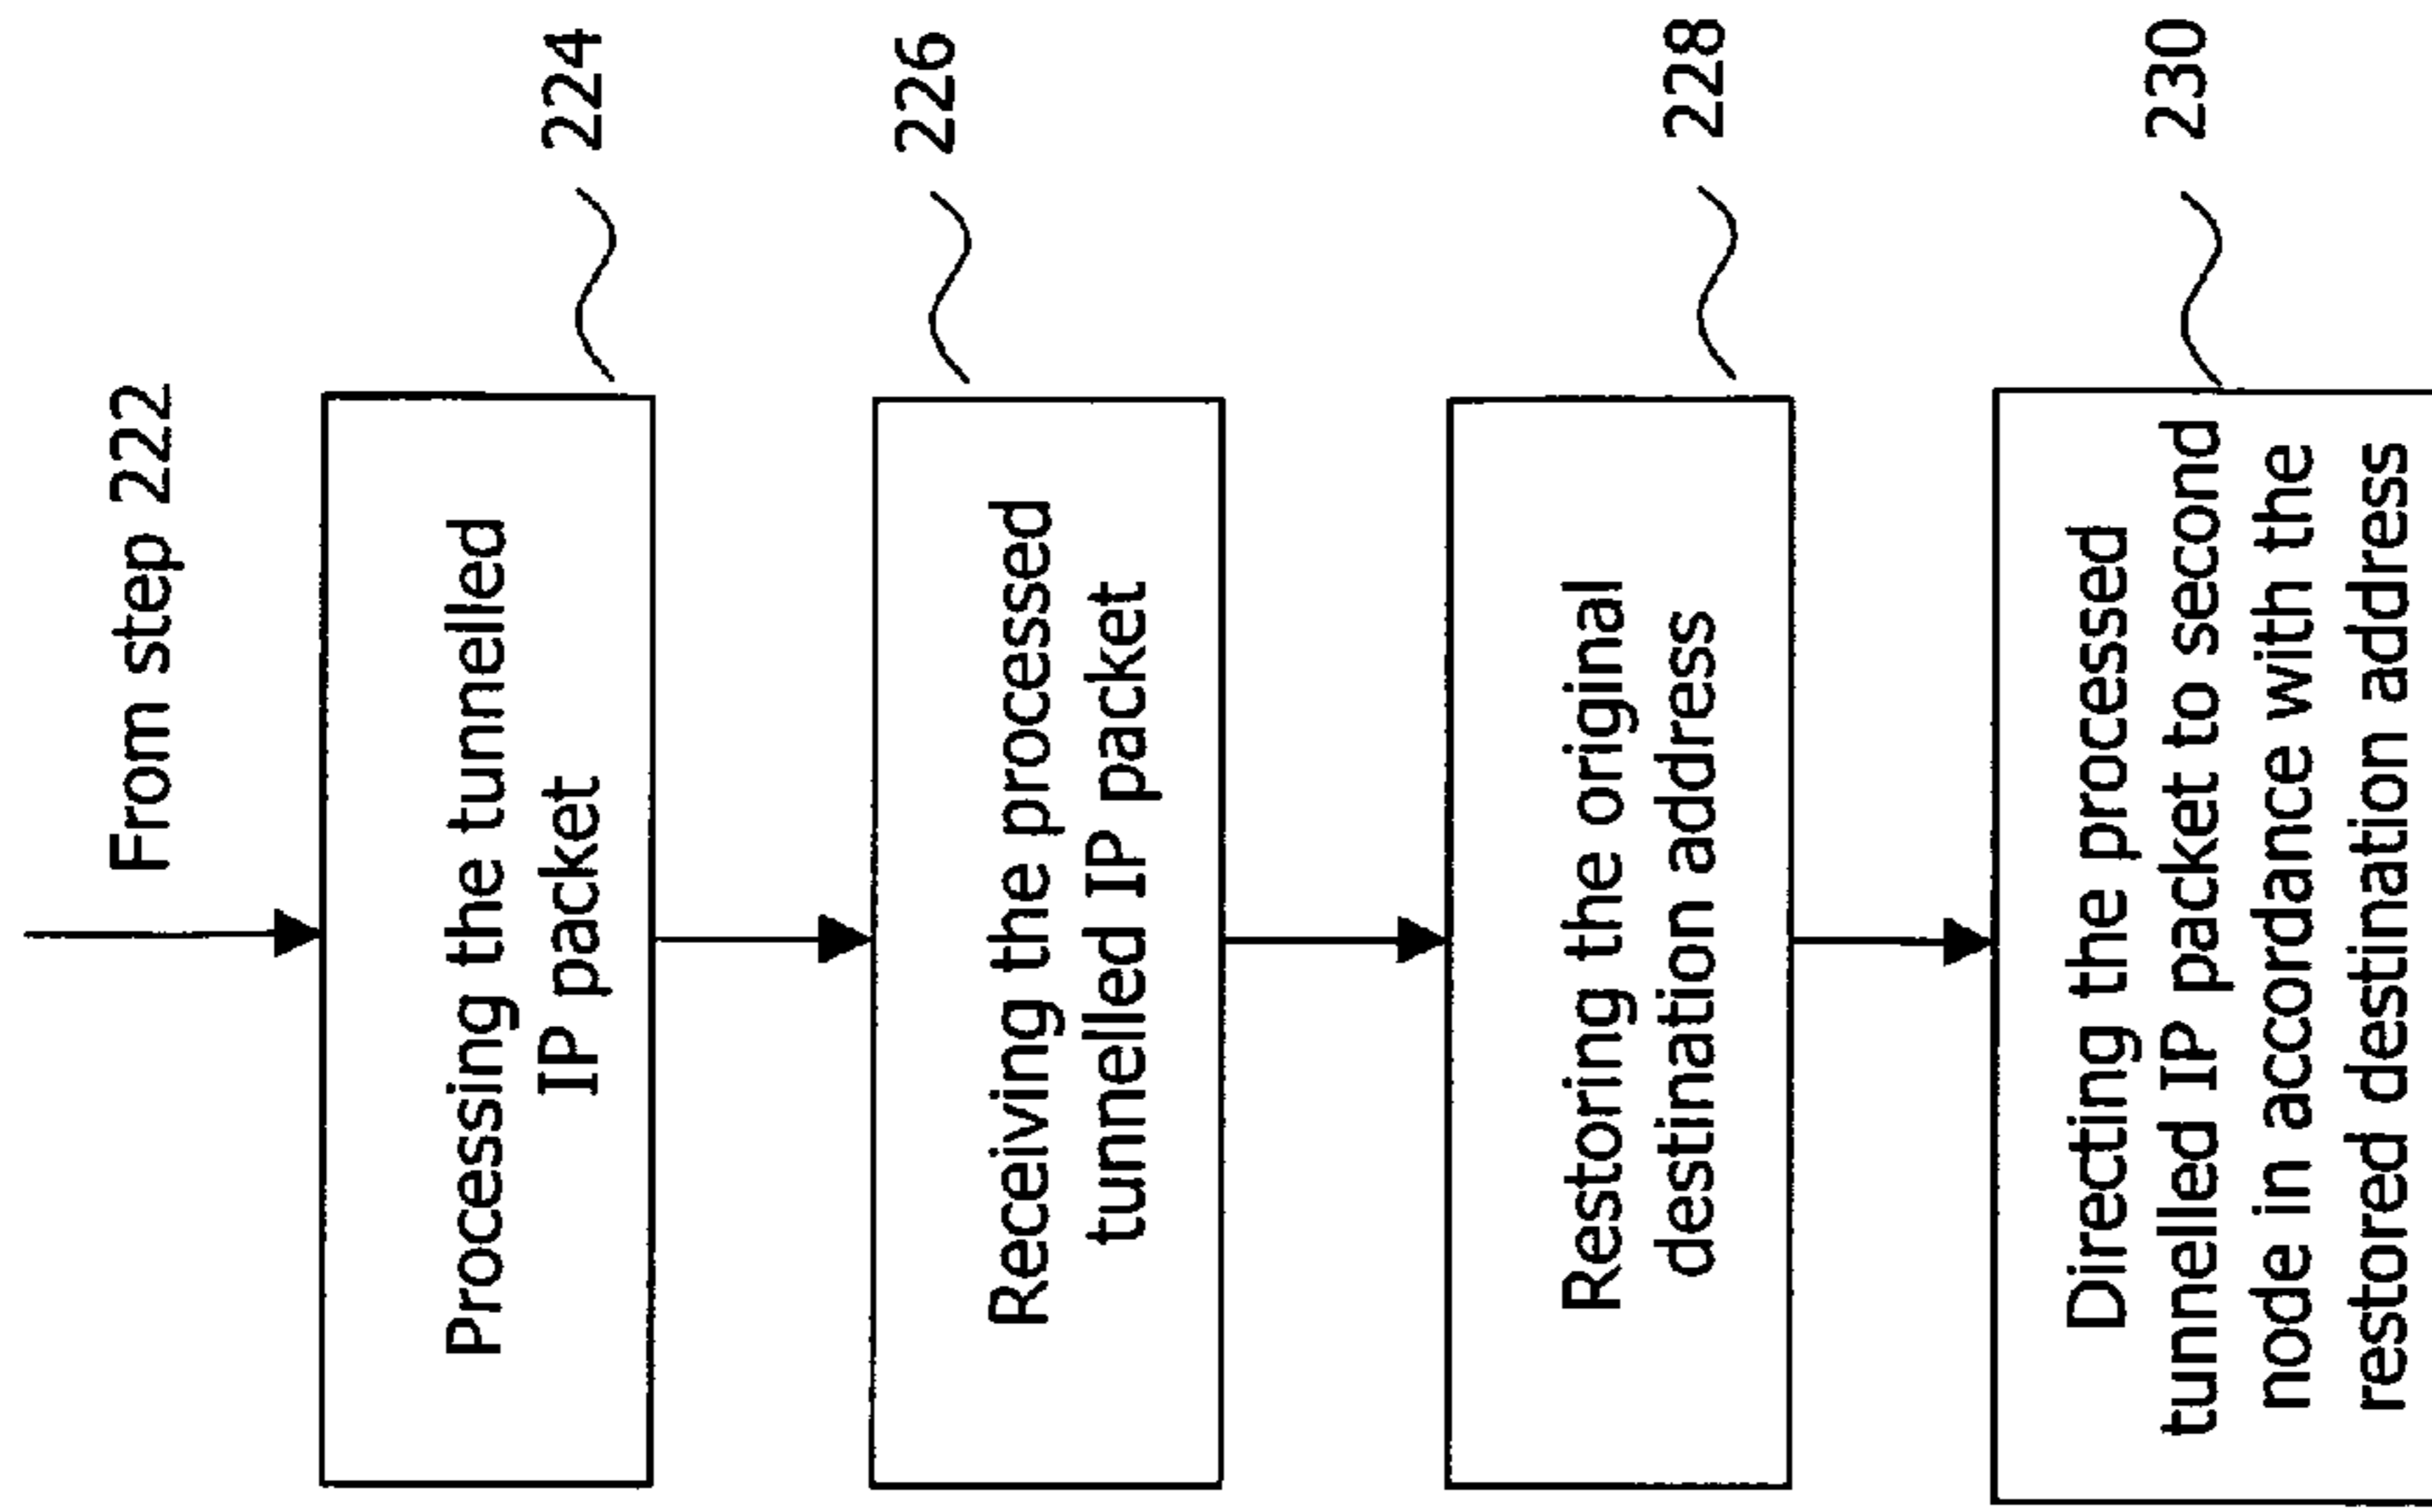 From step 222
Processing the tunnelled
IP packet
224
Receiving the processed
tunnelled IP packet
226
Restoring the original
destination address
228
Directing the processed
tunnelled IP packet to second
node in accordance with the
restored destination address
230